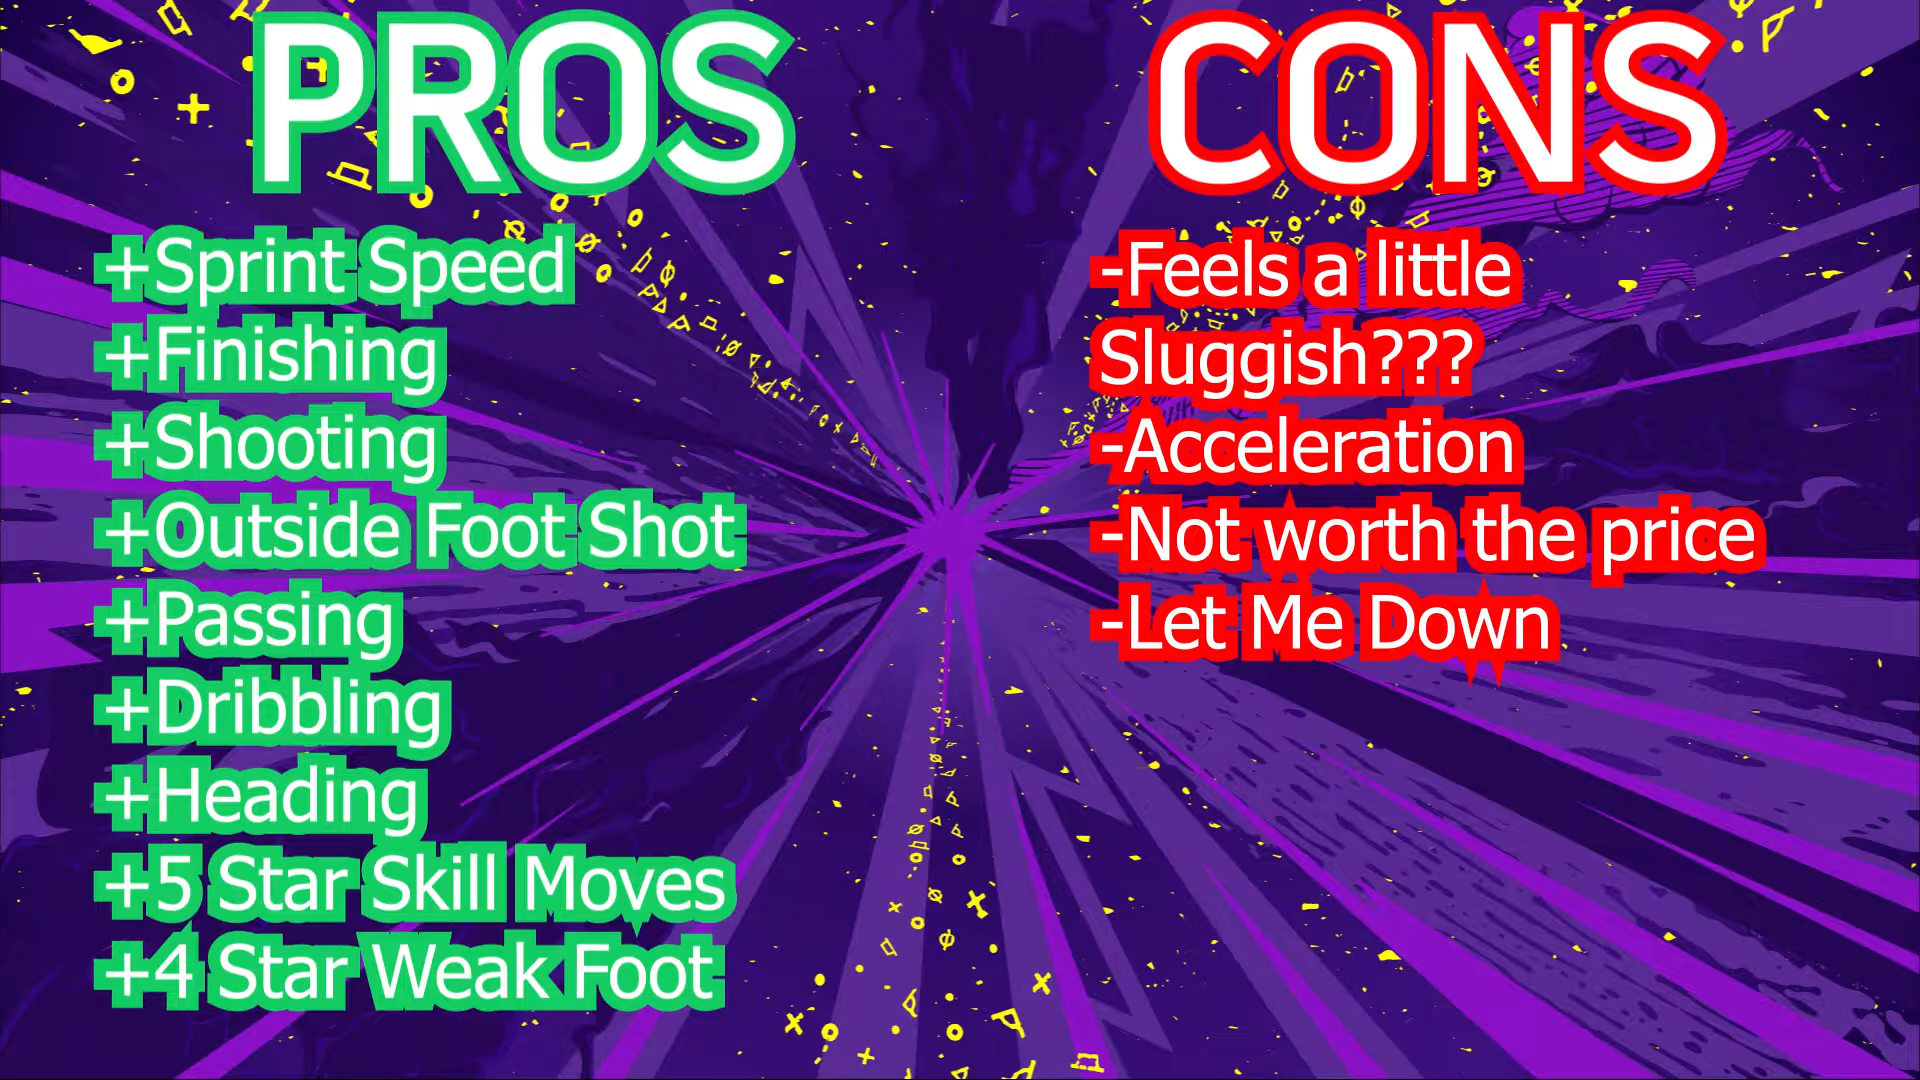 PROS
+Sprint Speed
+Finishing
+Shooting
+Outside Foot Shot
+Passing
+Dribbling
+Heading
+5 Star Skill Moves
+4 Star Weak Foot
CONS
-Feels a little
Sluggish???
-Acceleration
-Not worth the price
-Let Me Down